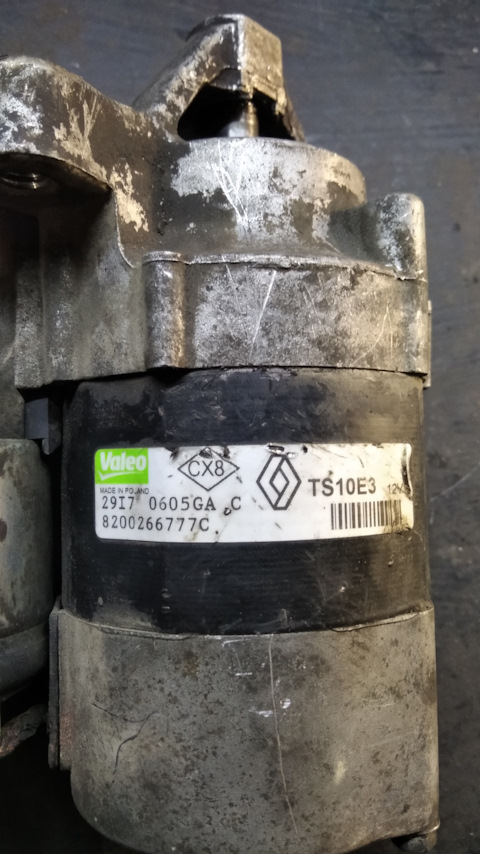 Valeo
MADE IN POLAND
CX8
TS10E3 12V
29I7 0605GA C
8200266777C